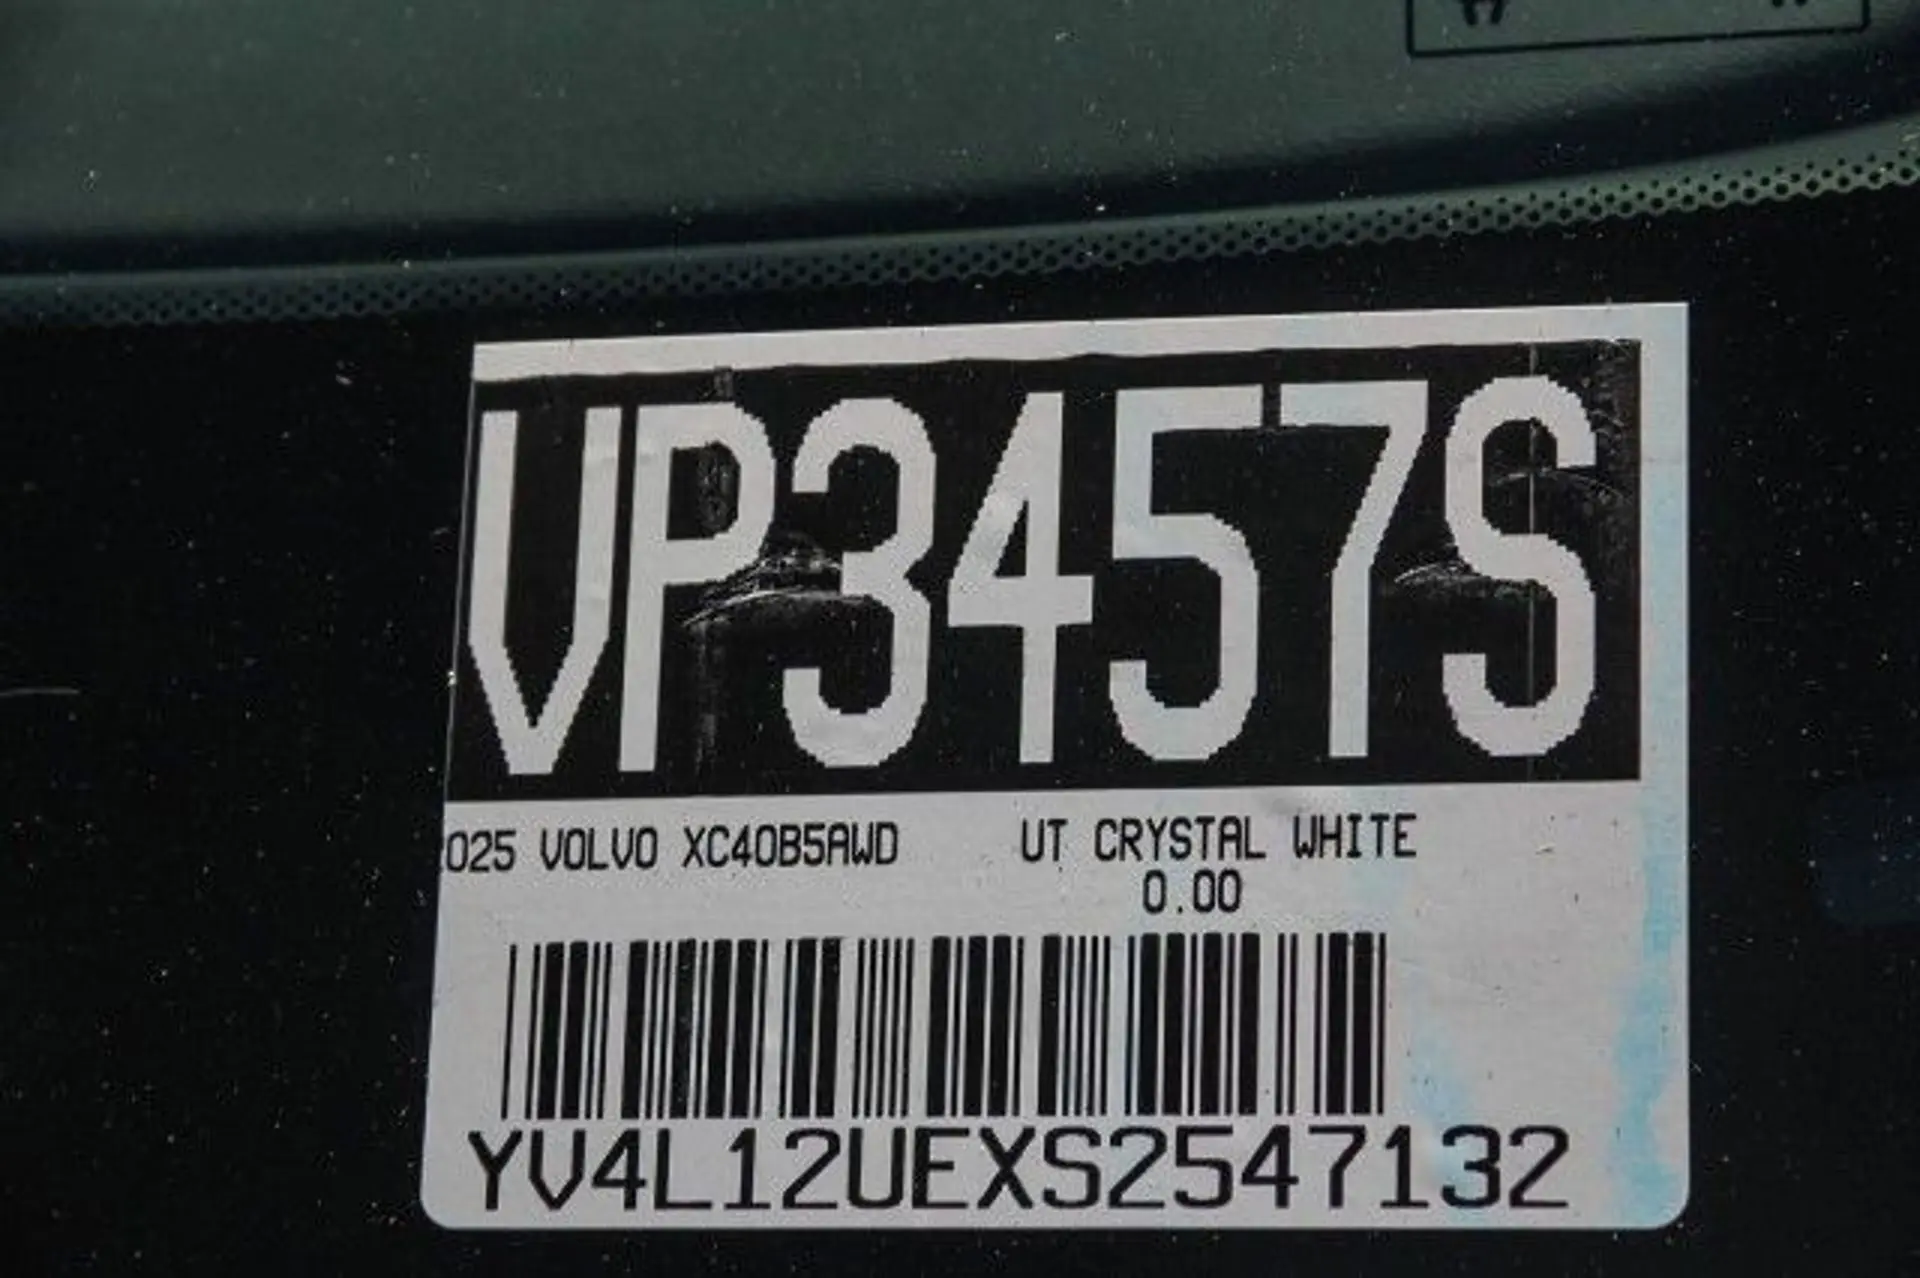 VP3457S
025 VOLVO XC40B5AWD UT CRYSTAL WHITE
0.00
YV4L12UEXS2547132